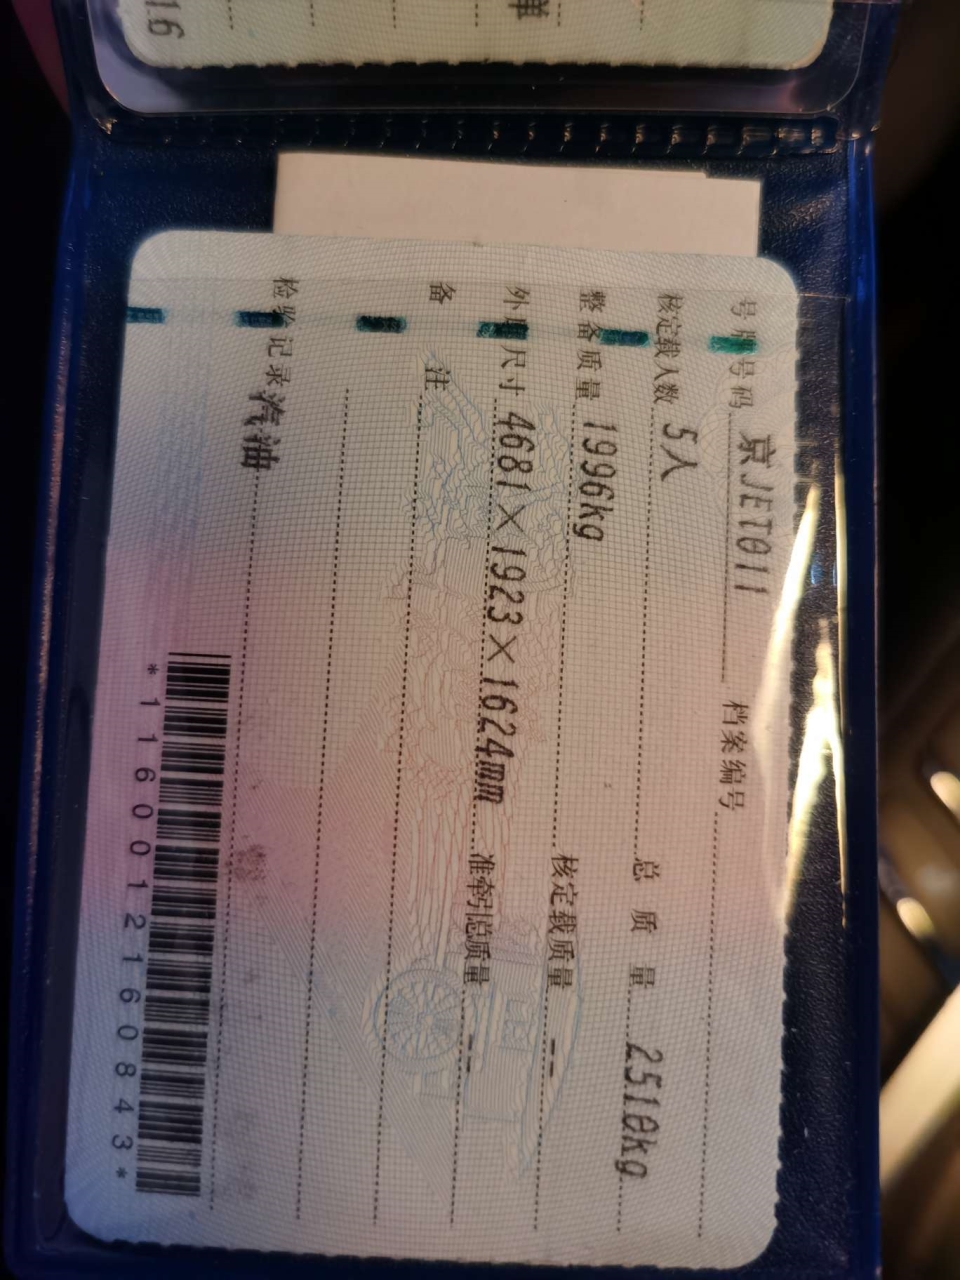 单
16
号牌号码 京JET011 档案编号
核定载人数 5人 总质量 2510kg
整备质量 1996kg 核定载质量 --
外廓尺寸 4681×1923×1624mm 准牵引总质量 --
备注
检验记录 汽油
*1160012160843*